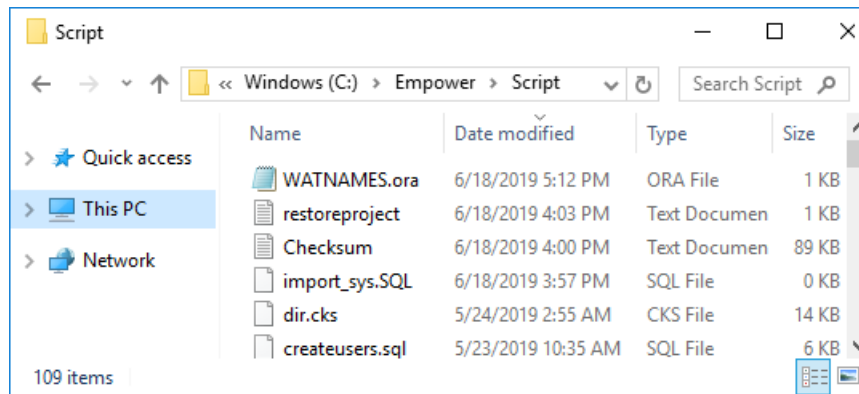 Script
« Windows (C:) > Empower > Script
Search Script
Name Date modified Type Size
Quick access
This PC
Network
WATNAMES.ora 6/18/2019 5:12 PM ORA File 1 KB
restoreproject 6/18/2019 4:03 PM Text Documen 1 KB
Checksum 6/18/2019 4:00 PM Text Documen 89 KB
import_sys.SQL 6/18/2019 3:57 PM SQL File 0 KB
dir.cks 5/24/2019 2:55 AM CKS File 14 KB
createusers.sql 5/23/2019 10:35 AM SQL File 6 KB
109 items